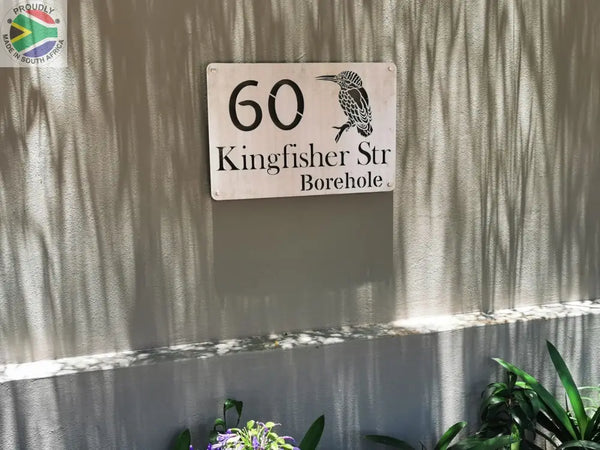 PROUDLY
MADE IN SOUTH AFRICA
60
Kingfisher Str
Borehole